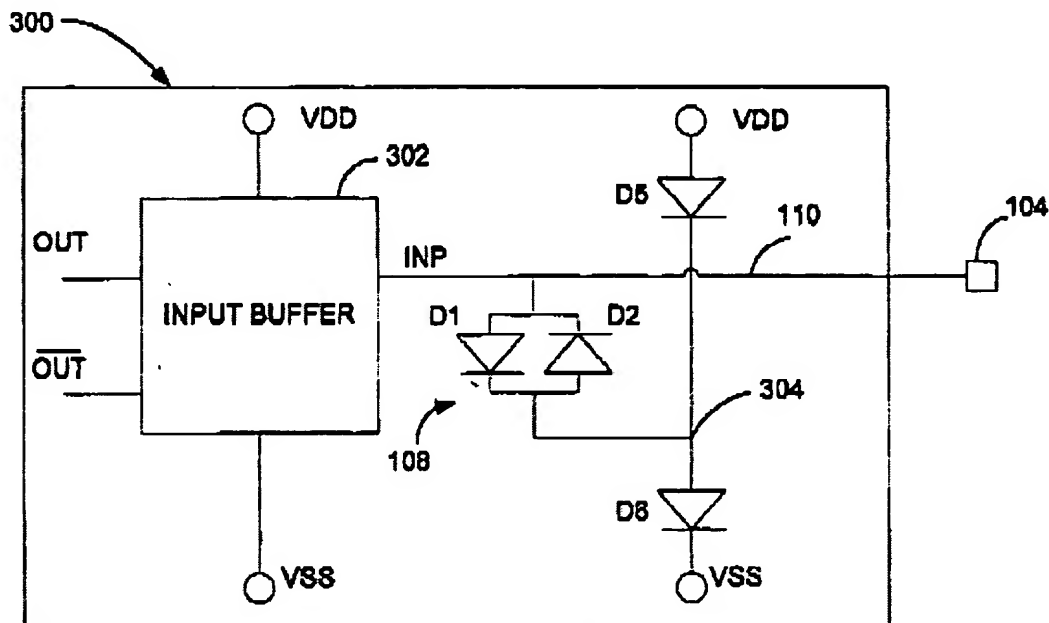 300
VDD
VDD
302
D5
110
104
OUT
INP
INPUT BUFFER
D1
D2
OUT
304
108
D6
VSS
VSS